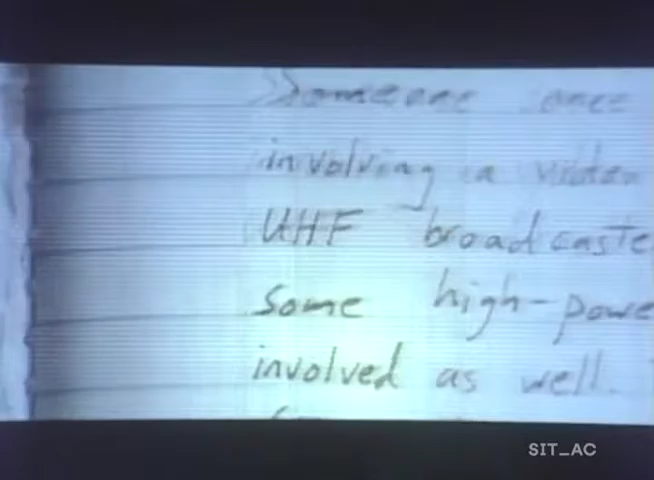 Someone once
involving a video
UHF broadcaste
some high-powe
involved as well.
SIT_AC